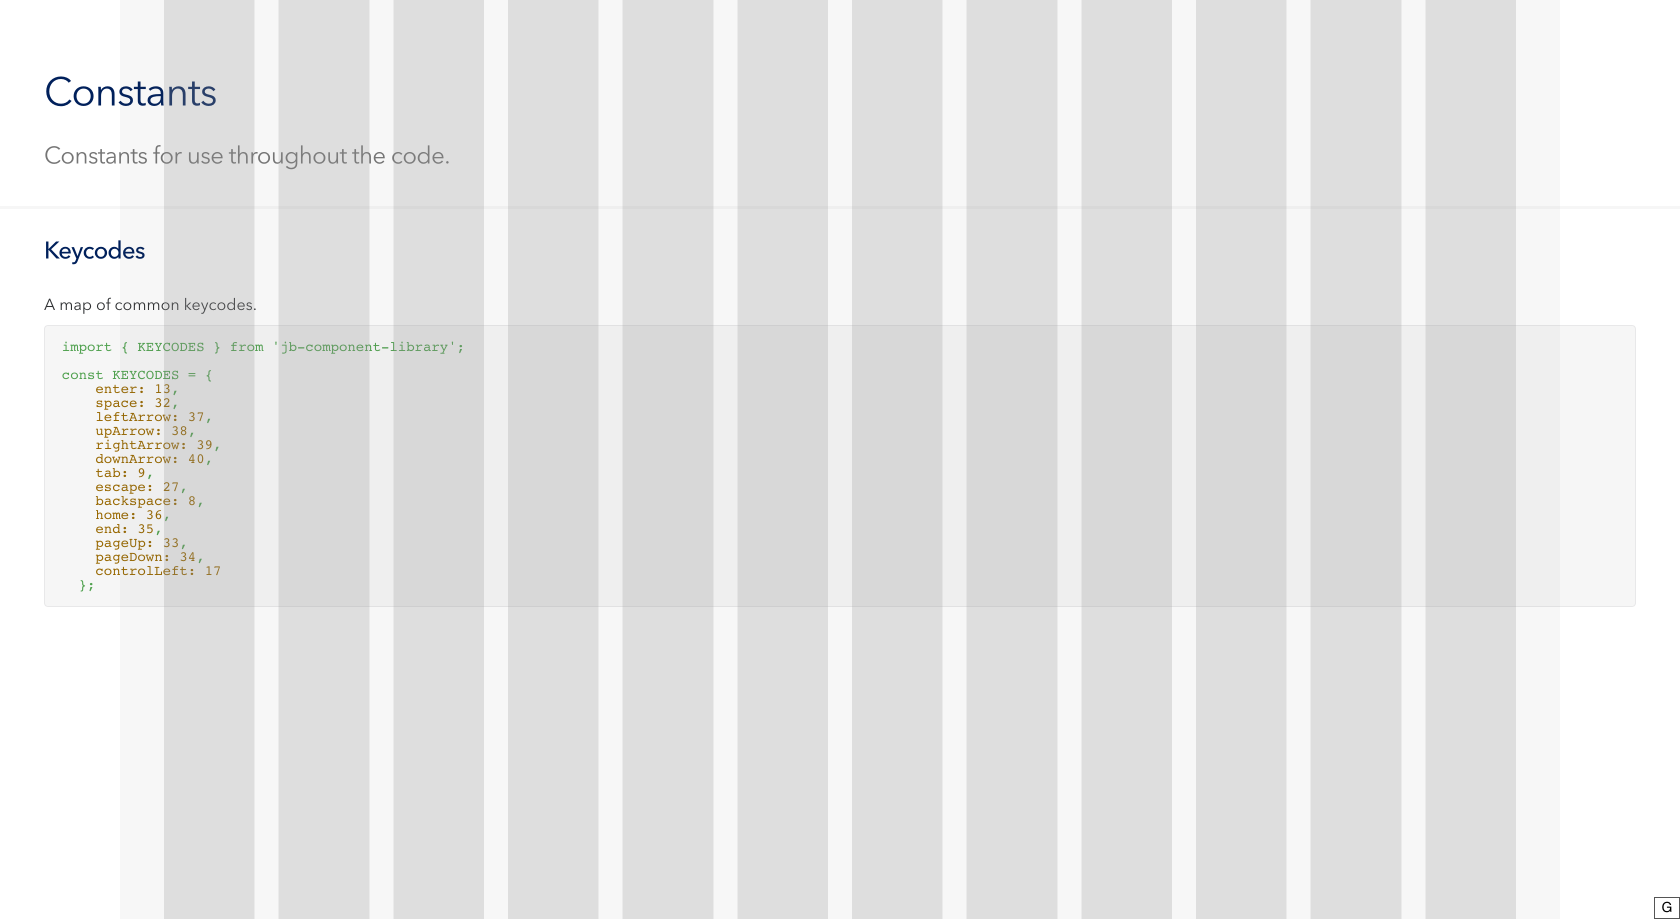 Constants
Constants for use throughout the code.
Keycodes
A map of common keycodes.
import { KEYCODES } from 'jb-component-library';
const KEYCODES = {
enter: 13,
space: 32,
leftArrow: 37,
upArrow: 38,
rightArrow: 39,
downArrow: 40,
tab: 9,
escape: 27,
backspace: 8,
home: 36,
end: 35,
pageUp: 33,
pageDown: 34,
controlLeft: 17
};
G